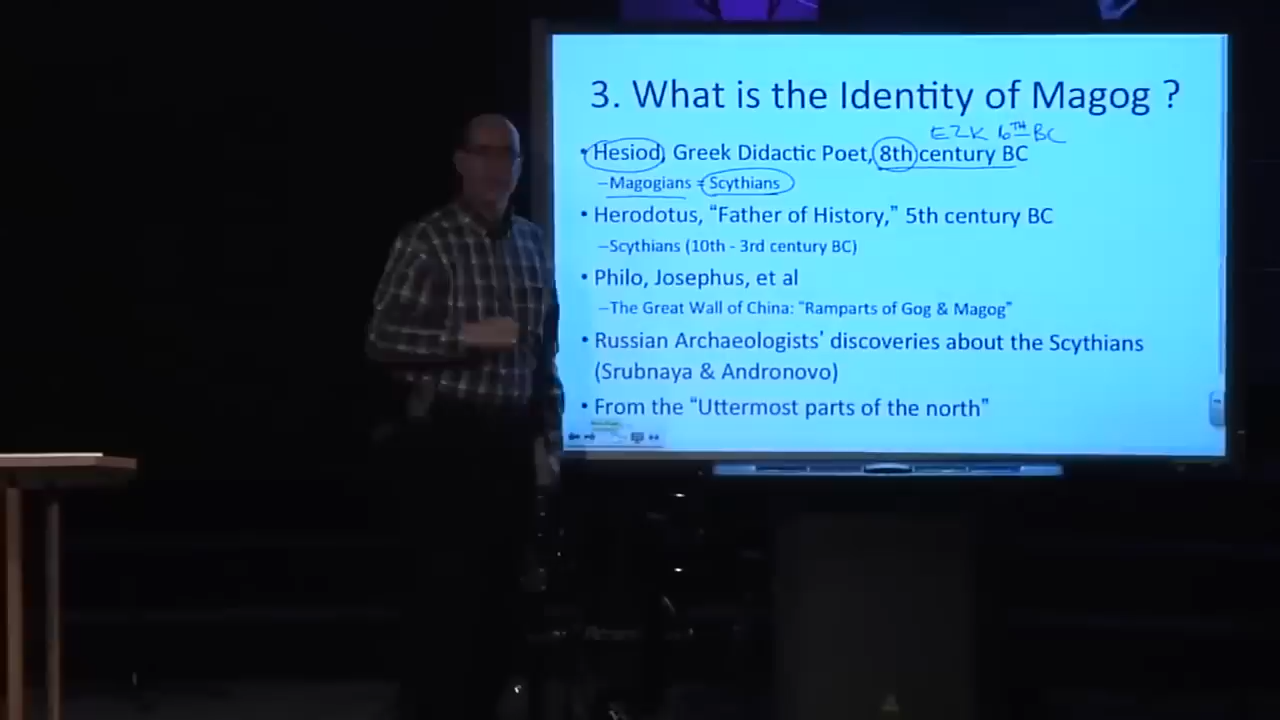 3. What is the Identity of Magog ?
EZK 6TH BC
• Hesiod, Greek Didactic Poet, 8th century BC
–Magogians = Scythians
• Herodotus, “Father of History,” 5th century BC
–Scythians (10th - 3rd century BC)
• Philo, Josephus, et al
–The Great Wall of China: “Ramparts of Gog & Magog”
• Russian Archaeologists’ discoveries about the Scythians
(Srubnaya & Andronovo)
• From the “Uttermost parts of the north”